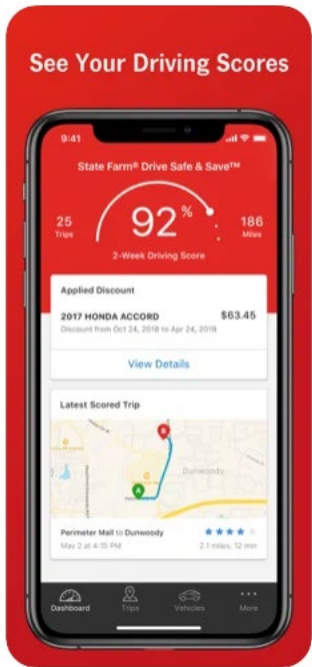 See Your Driving Scores
9:41
State Farm® Drive Safe & Save™
25
Trips
92%
186
Miles
2-Week Driving Score
Applied Discount
2017 HONDA ACCORD
$63.45
Discount from Oct 24, 2018 to Apr 24, 2019
View Details
Latest Scored Trip
B
Dunwoody
A
Perimeter Mall to Dunwoody
May 2 at 4:15 PM
2.1 miles, 12 min
Dashboard
Trips
Vehicles
More